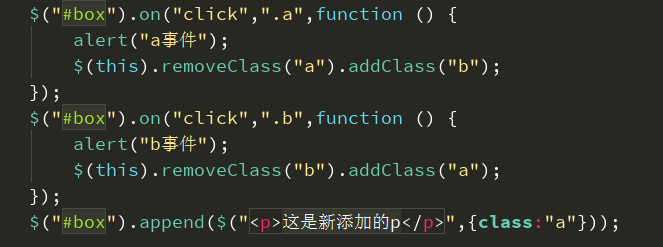 $("#box").on("click",".a",function () {
alert("a事件");
$(this).removeClass("a").addClass("b");
});
$("#box").on("click",".b",function () {
alert("b事件");
$(this).removeClass("b").addClass("a");
});
$("#box").append($("<p>这是新添加的p</p>",{class:"a"}));